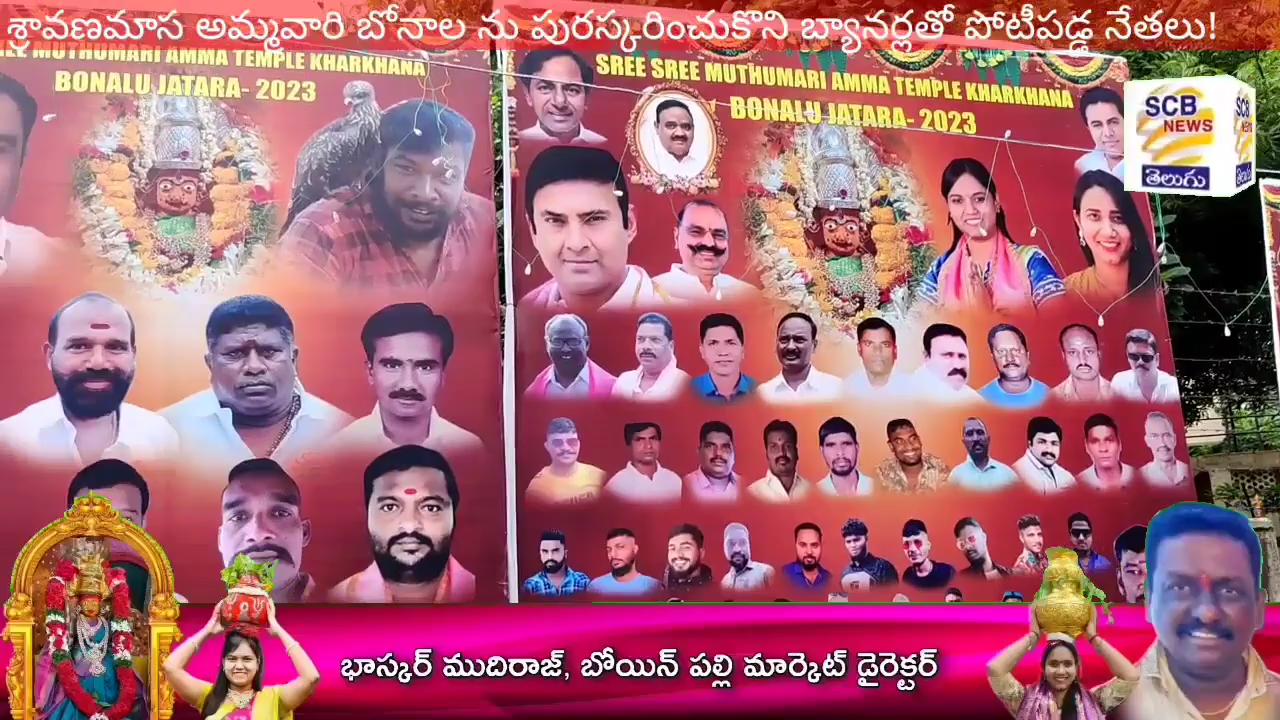 శ్రావణమాస అమ్మవారి బోనాల ను పురస్కరించుకొని బ్యానర్లతో పోటీపడ్డ నేతలు!
MUTHUMARI AMMA TEMPLE KHARKHANA
BONALU JATARA- 2023
SREE SREE MUTHUMARI AMMA TEMPLE KHARKHANA
BONALU JATARA- 2023
SCB
NEWS
తెలుగు
భాస్కర్ ముదిరాజ్, బోయిన్ పల్లి మార్కెట్ డైరెక్టర్